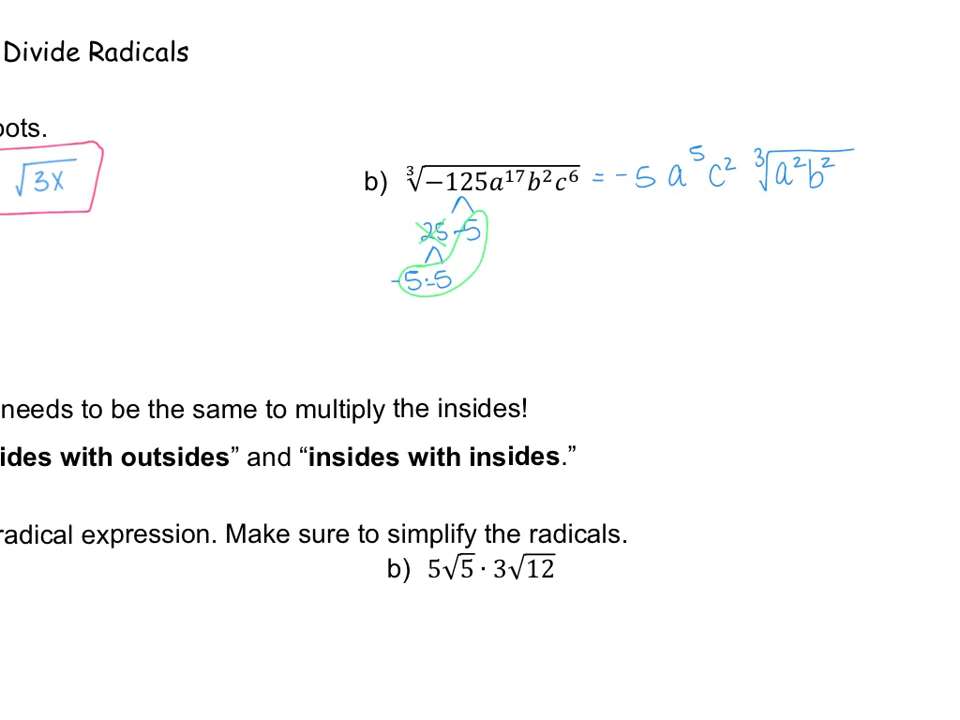 Divide Radicals
oots.
√3x
b) ∛−125a¹⁷b²c⁶ = -5 a⁵ c² ∛a²b²
25 -5
-5·-5
needs to be the same to multiply the insides!
ides with outsides” and “insides with insides.”
radical expression. Make sure to simplify the radicals.
b) 5√5 · 3√12